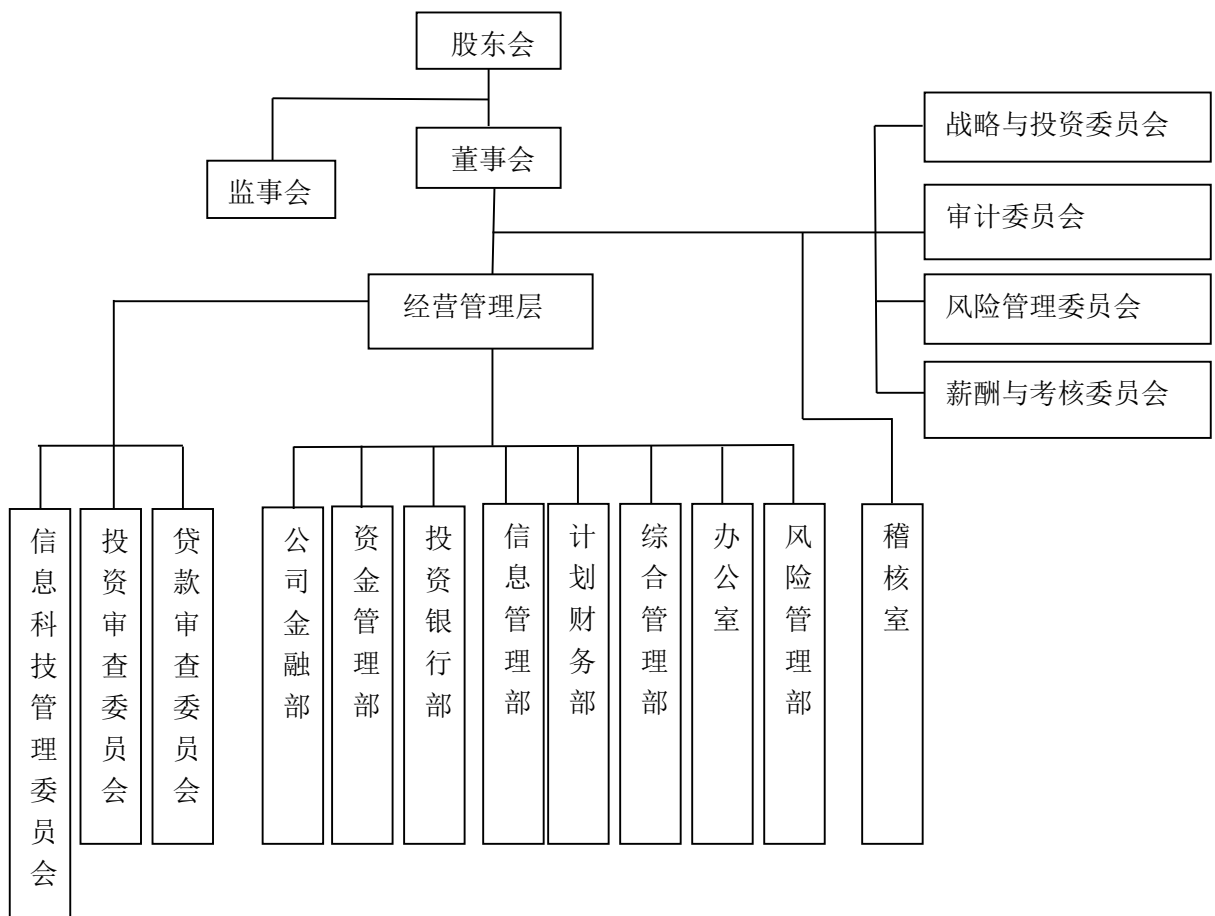 股东会
战略与投资委员会
董事会
监事会
审计委员会
经营管理层
风险管理委员会
薪酬与考核委员会
信息科技管理委员会
投资审查委员会
贷款审查委员会
公司金融部
资金管理部
投资银行部
信息管理部
计划财务部
综合管理部
办公室
风险管理部
稽核室